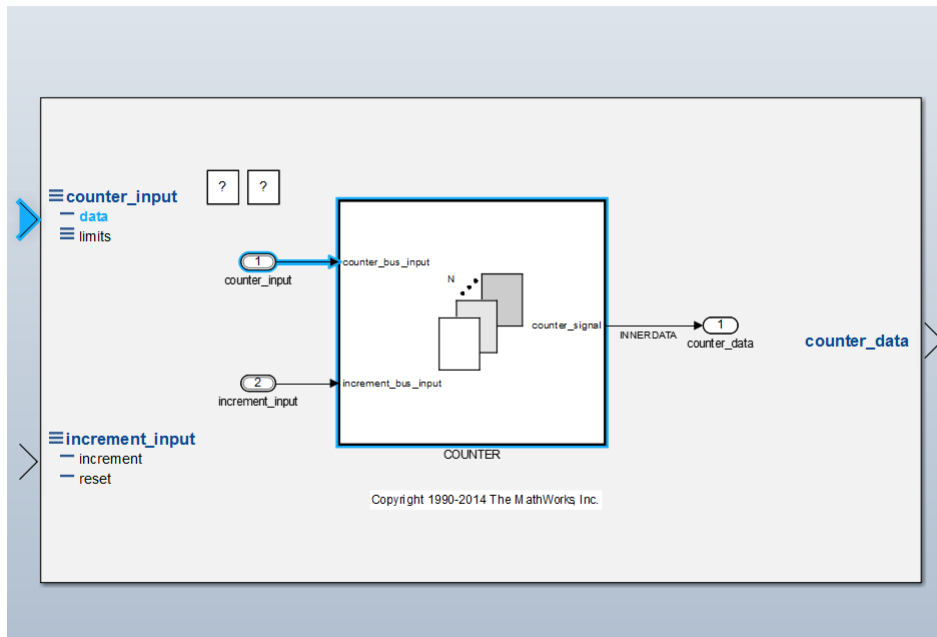 counter_input
data
limits
? ?
1
counter_input
counter_bus_input
N
counter_signal
INNERDATA
1
counter_data
counter_data
2
increment_input
increment_bus_input
increment_input
increment
reset
COUNTER
Copyright 1990-2014 The MathWorks, Inc.